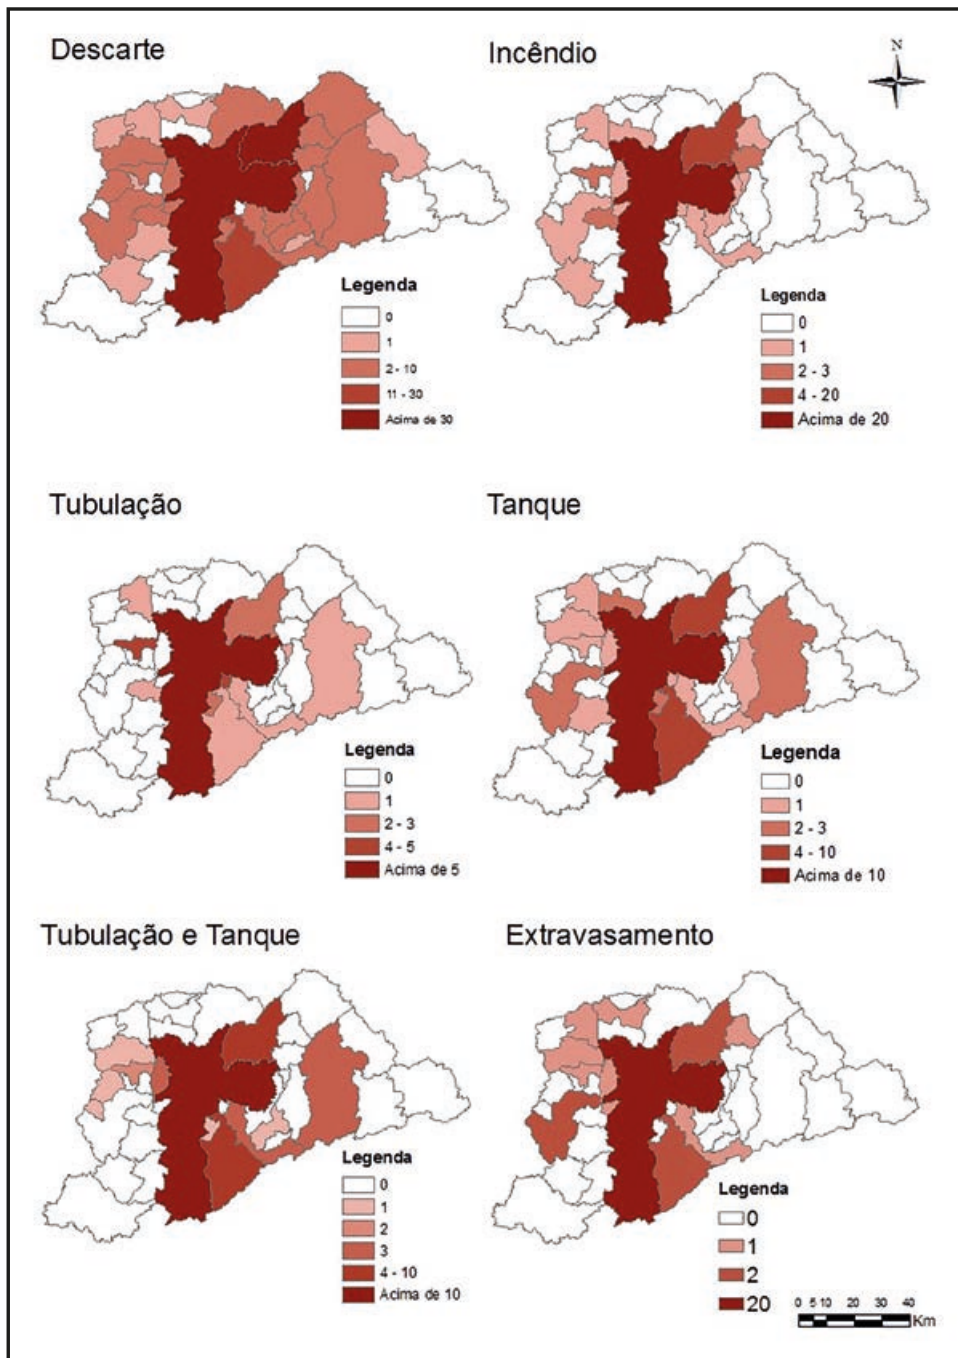 Descarte
Incêndio
N
Legenda
0
1
2 - 10
11 - 30
Acima de 30
Legenda
0
1
2 - 3
4 - 20
Acima de 20
Tubulação
Tanque
Legenda
0
1
2 - 3
4 - 5
Acima de 5
Legenda
0
1
2 - 3
4 - 10
Acima de 10
Tubulação e Tanque
Extravasamento
Legenda
0
1
2
3
4 - 10
Acima de 10
Legenda
0
1
2
20
0 5 10 20 30 40
Km